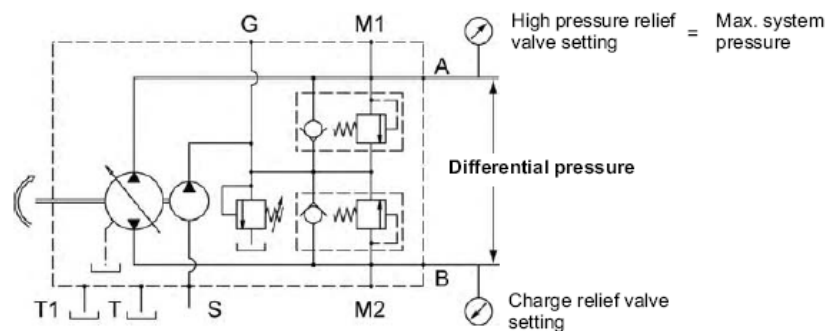 G
M1
High pressure relief
valve setting
=
Max. system
pressure
A
Differential pressure
B
T1
T
S
M2
Charge relief valve
setting